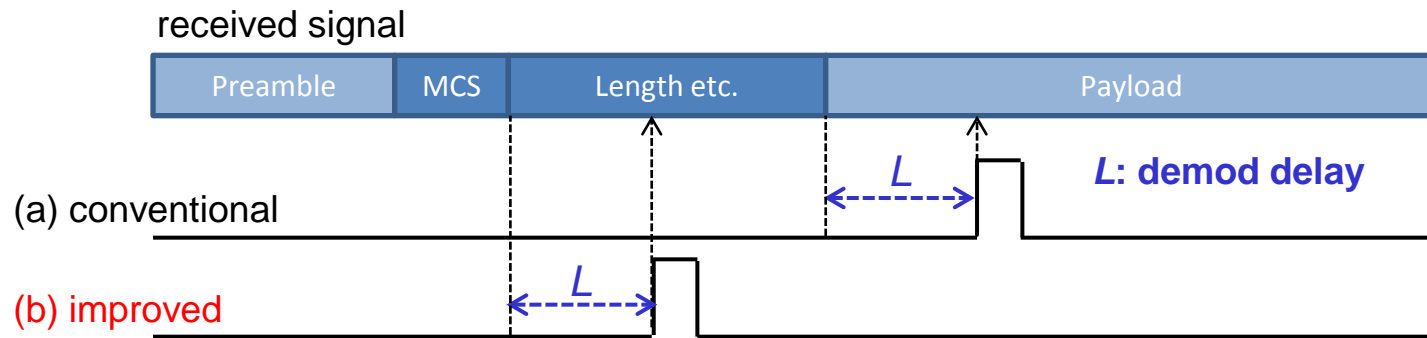 received signal
Preamble MCS Length etc. Payload
L L: demod delay
(a) conventional
L
(b) improved